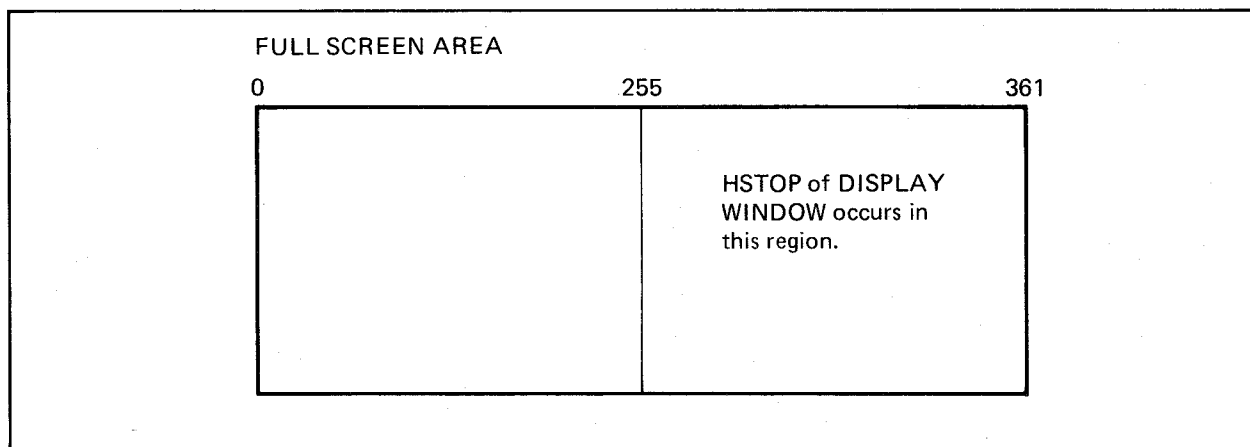 FULL SCREEN AREA
0 255 361
HSTOP of DISPLAY
WINDOW occurs in
this region.